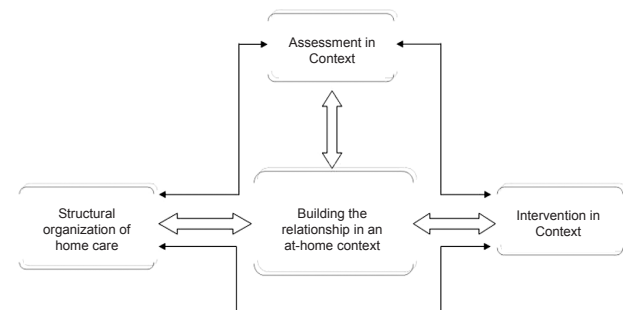 Assessment in
Context
Structural
organization of
home care
Building the
relationship in an
at-home context
Intervention in
Context